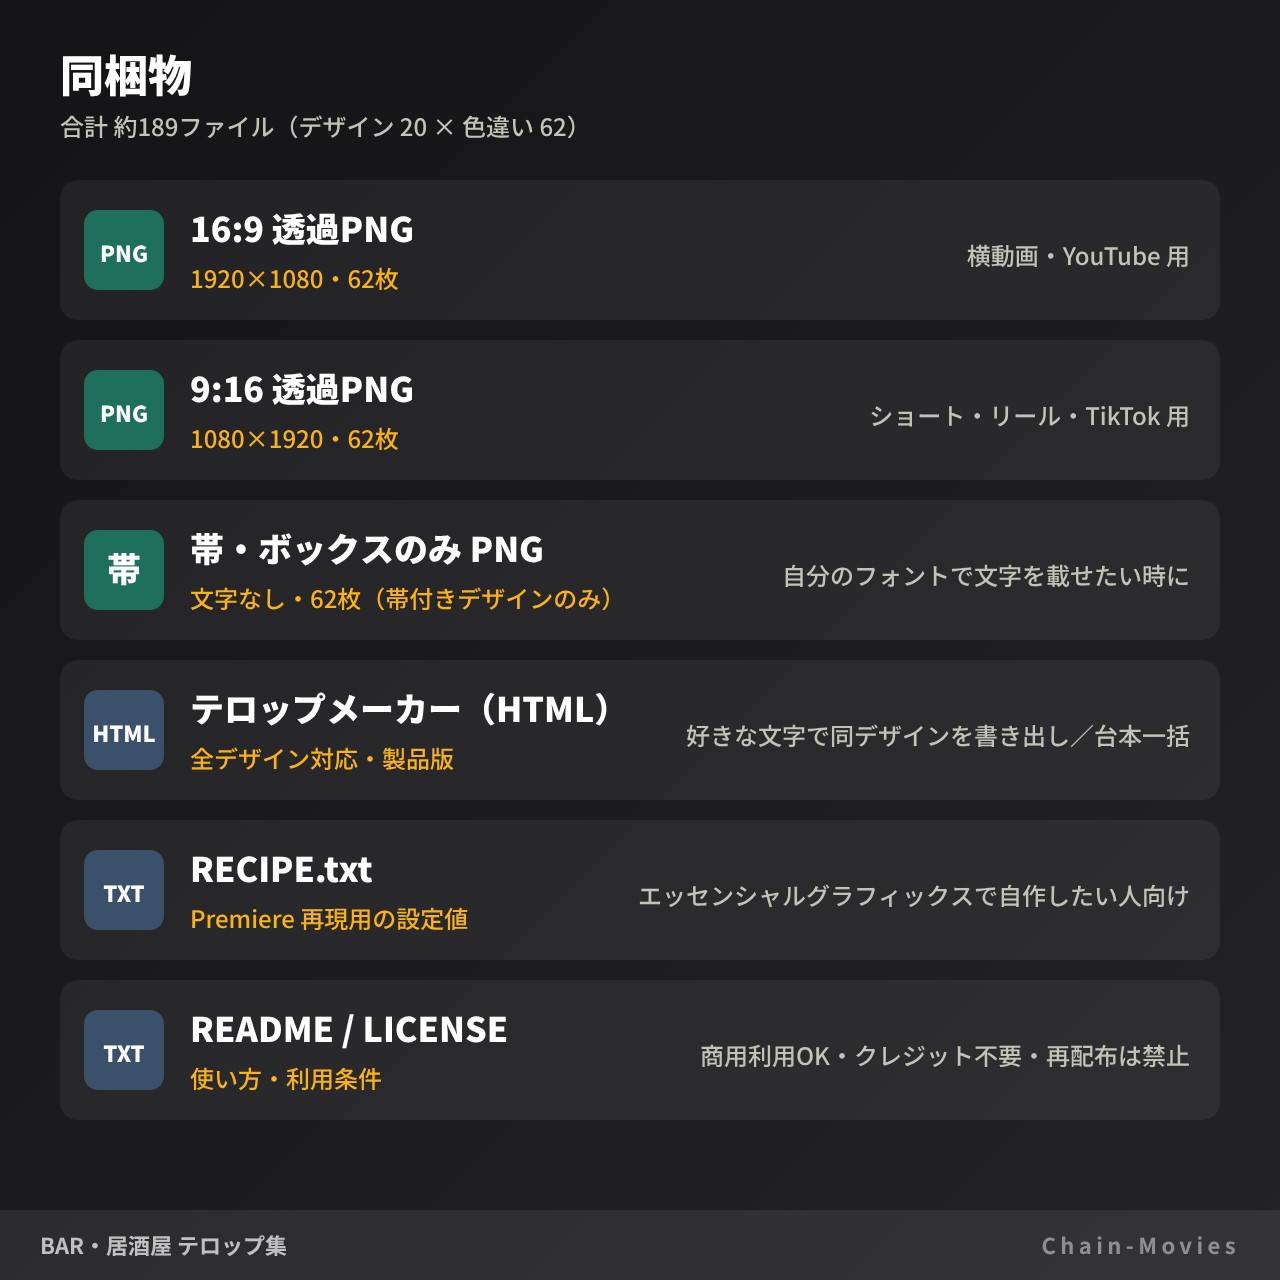 同梱物
合計 約189ファイル（デザイン 20 × 色違い 62）
PNG
16:9 透過PNG
1920×1080・62枚
横動画・YouTube 用
PNG
9:16 透過PNG
1080×1920・62枚
ショート・リール・TikTok 用
帯
帯・ボックスのみ PNG
文字なし・62枚（帯付きデザインのみ）
自分のフォントで文字を載せたい時に
HTML
テロップメーカー（HTML）
全デザイン対応・製品版
好きな文字で同デザインを書き出し／台本一括
TXT
RECIPE.txt
Premiere 再現用の設定値
エッセンシャルグラフィックスで自作したい人向け
TXT
README / LICENSE
使い方・利用条件
商用利用OK・クレジット不要・再配布は禁止
BAR・居酒屋 テロップ集
Chain-Movies